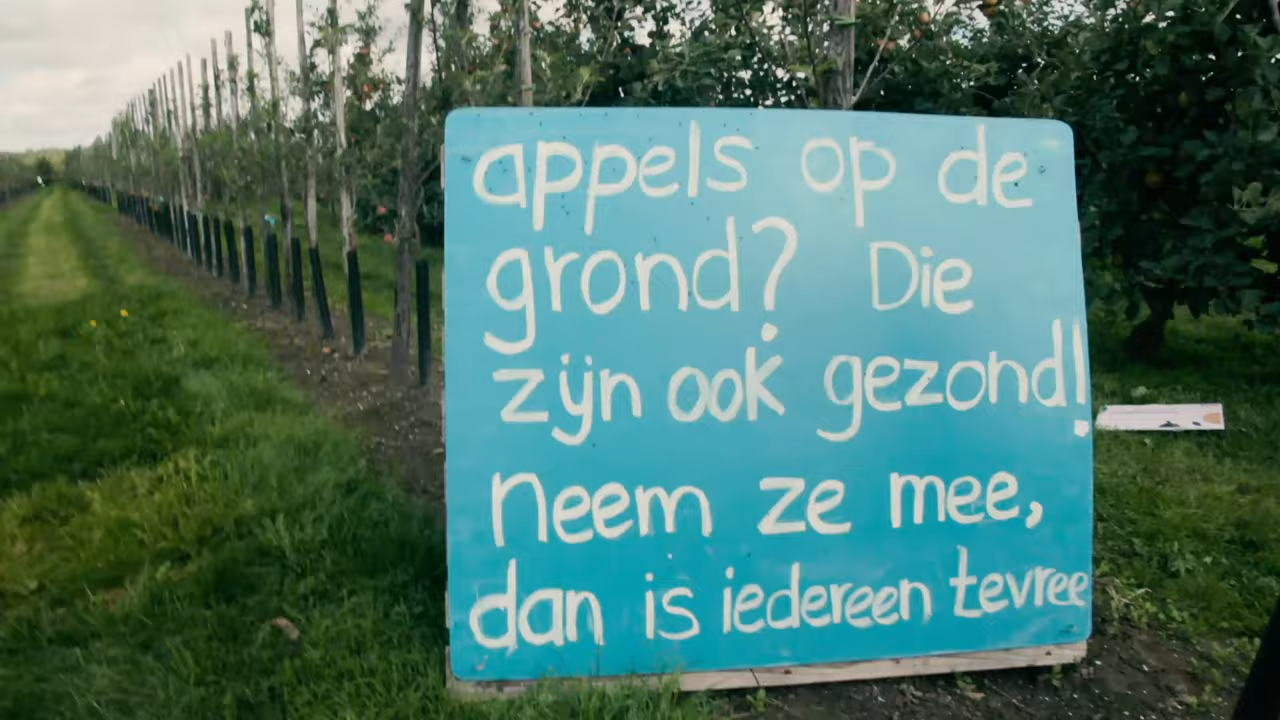 appels op de
grond? Die
zijn ook gezond!
neem ze mee,
dan is iedereen tevree